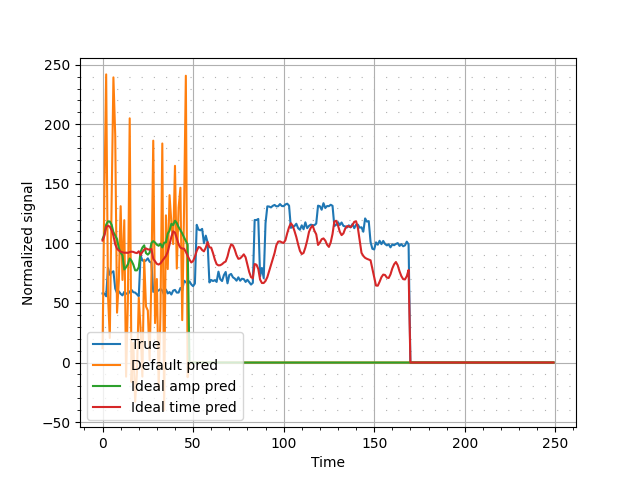 250
200
150
100
50
0
−50
Normalized signal
True
Default pred
Ideal amp pred
Ideal time pred
0 50 100 150 200 250
Time